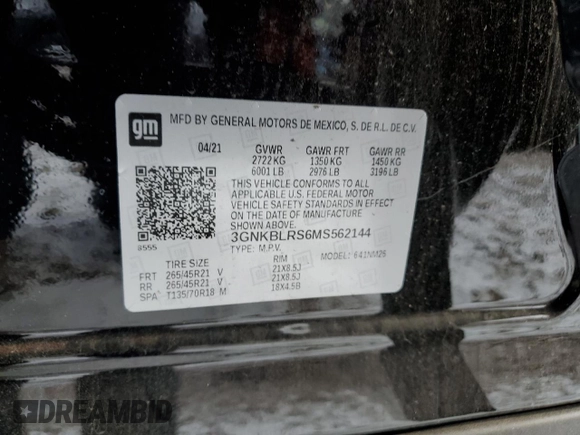 gm
MFD BY GENERAL MOTORS DE MEXICO, S. DE R.L. DE C.V.
04/21 GVWR GAWR FRT GAWR RR
2722 KG 1350 KG 1450 KG
6001 LB 2976 LB 3196 LB
THIS VEHICLE CONFORMS TO ALL
APPLICABLE U.S. FEDERAL MOTOR
VEHICLE SAFETY STANDARDS IN EFFECT
ON THE DATE OF MANUFACTURE
SHOWN ABOVE.
3GNKBLRS6MS562144
8555 TYPE: M.P.V. MODEL:
TIRE SIZE RIM
FRT 265/45R21 V 21X8.5J
RR 265/45R21 V 21X8.5J
SPA T135/70R18 M 18X4.5B
DREAMBID